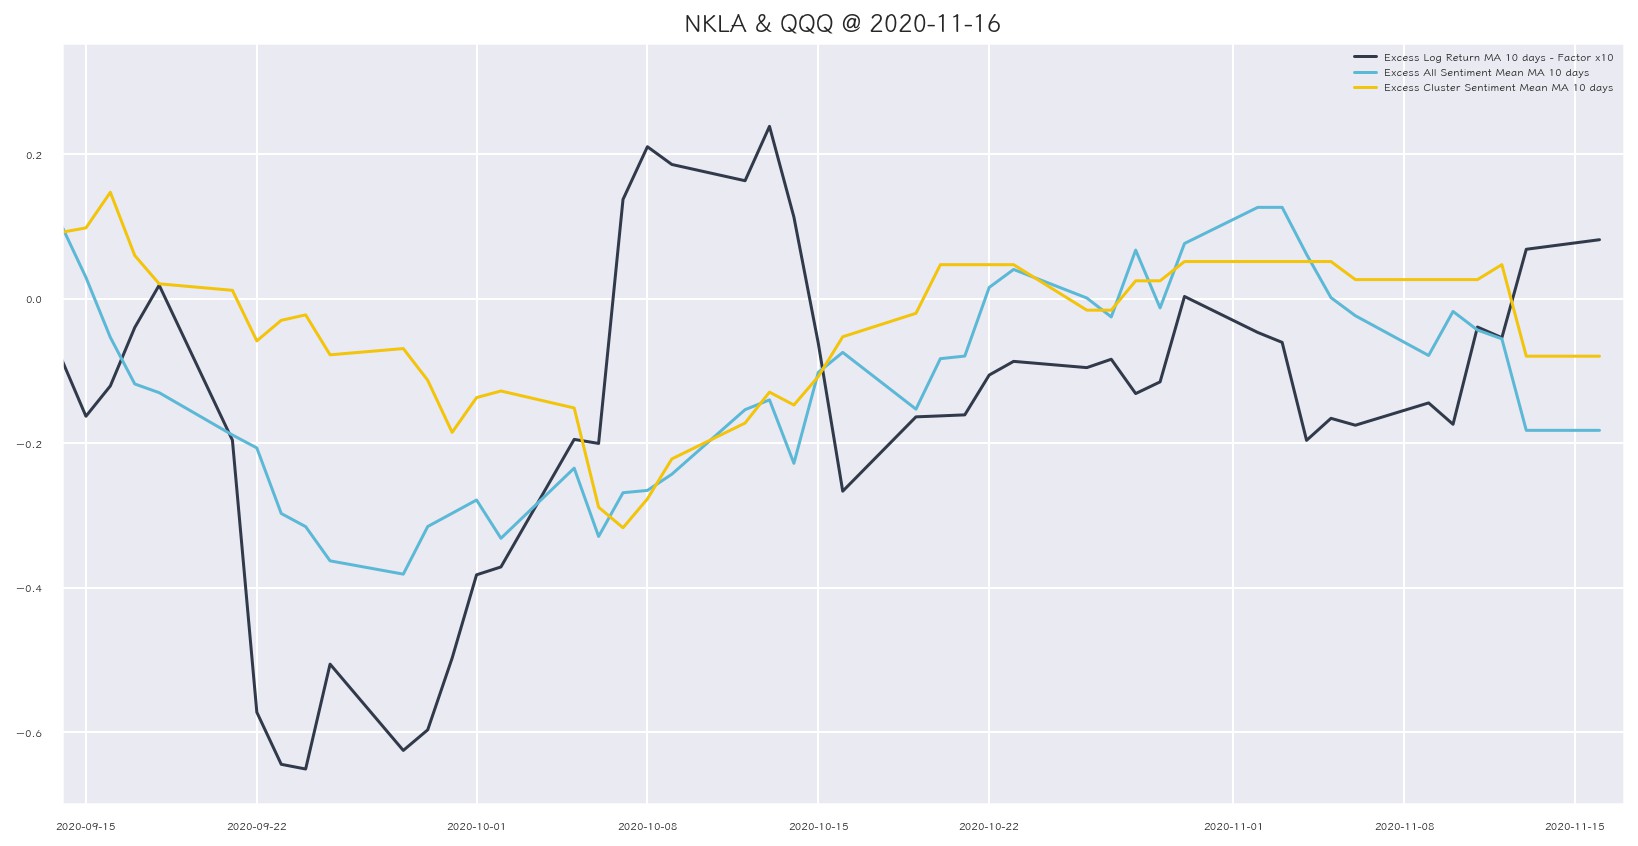 NKLA & QQQ @ 2020-11-16
Excess Log Return MA 10 days - Factor x10
Excess All Sentiment Mean MA 10 days
Excess Cluster Sentiment Mean MA 10 days
0.2
0.0
−0.2
−0.4
−0.6
2020-09-15 2020-09-22 2020-10-01 2020-10-08 2020-10-15 2020-10-22 2020-11-01 2020-11-08 2020-11-15